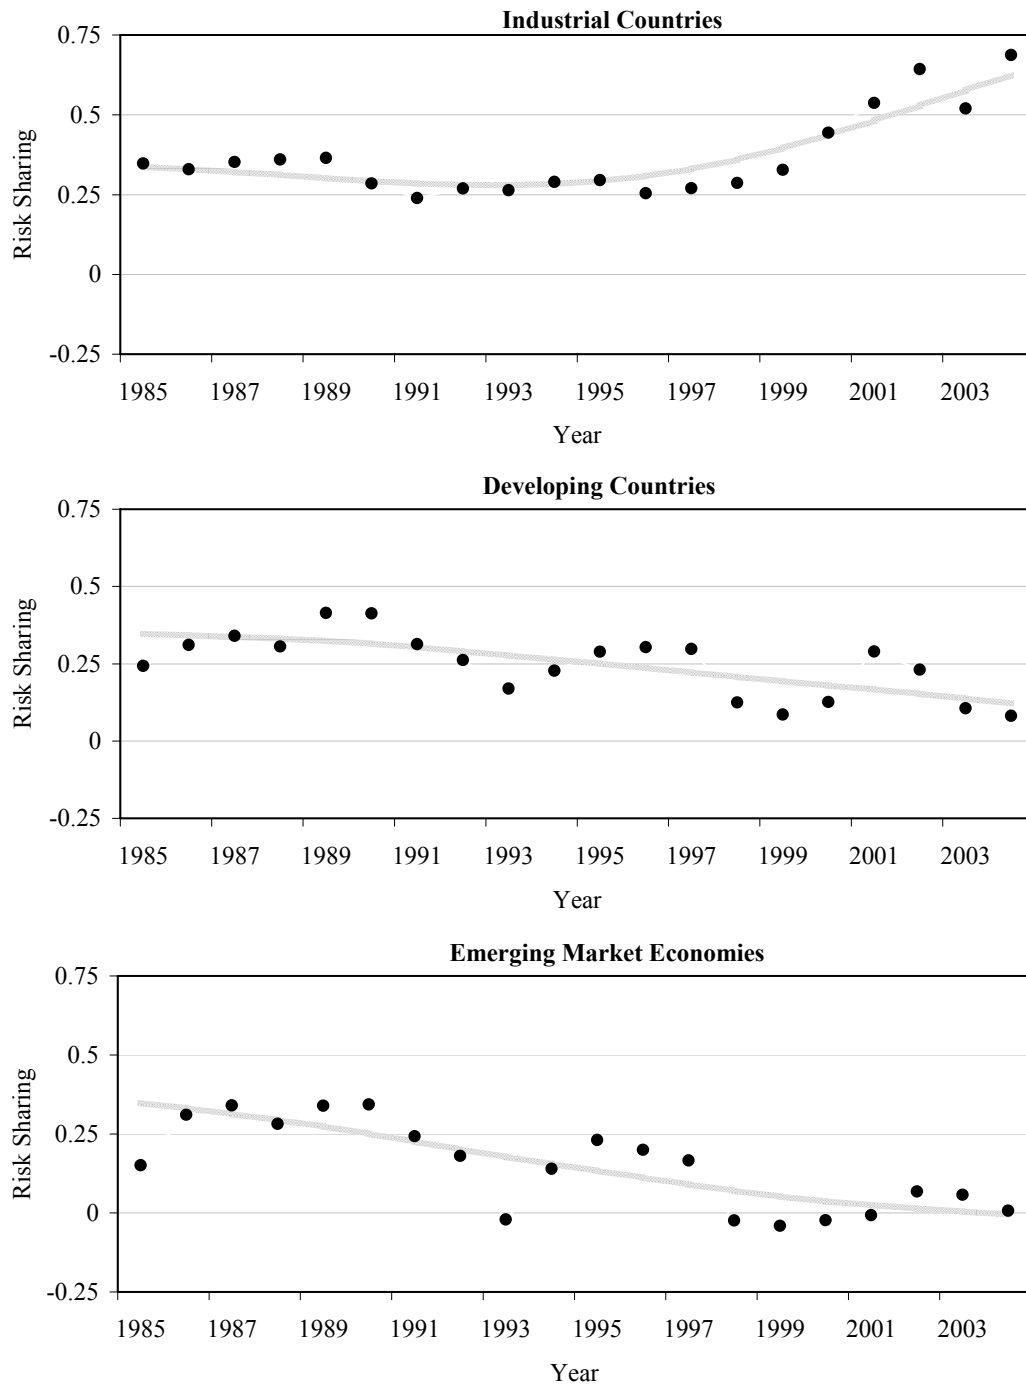 Industrial Countries
0.75
0.5
0.25
0
-0.25
Risk Sharing
1985 1987 1989 1991 1993 1995 1997 1999 2001 2003
Year
Developing Countries
0.75
0.5
0.25
0
-0.25
Risk Sharing
1985 1987 1989 1991 1993 1995 1997 1999 2001 2003
Year
Emerging Market Economies
0.75
0.5
0.25
0
-0.25
Risk Sharing
1985 1987 1989 1991 1993 1995 1997 1999 2001 2003
Year